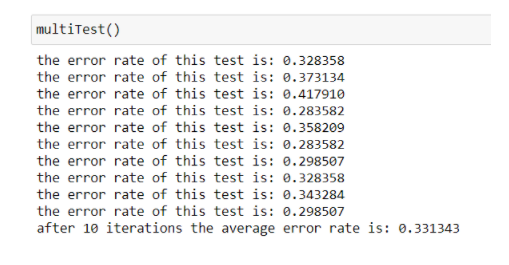 multiTest()
the error rate of this test is: 0.328358
the error rate of this test is: 0.373134
the error rate of this test is: 0.417910
the error rate of this test is: 0.283582
the error rate of this test is: 0.358209
the error rate of this test is: 0.283582
the error rate of this test is: 0.298507
the error rate of this test is: 0.328358
the error rate of this test is: 0.343284
the error rate of this test is: 0.298507
after 10 iterations the average error rate is: 0.331343